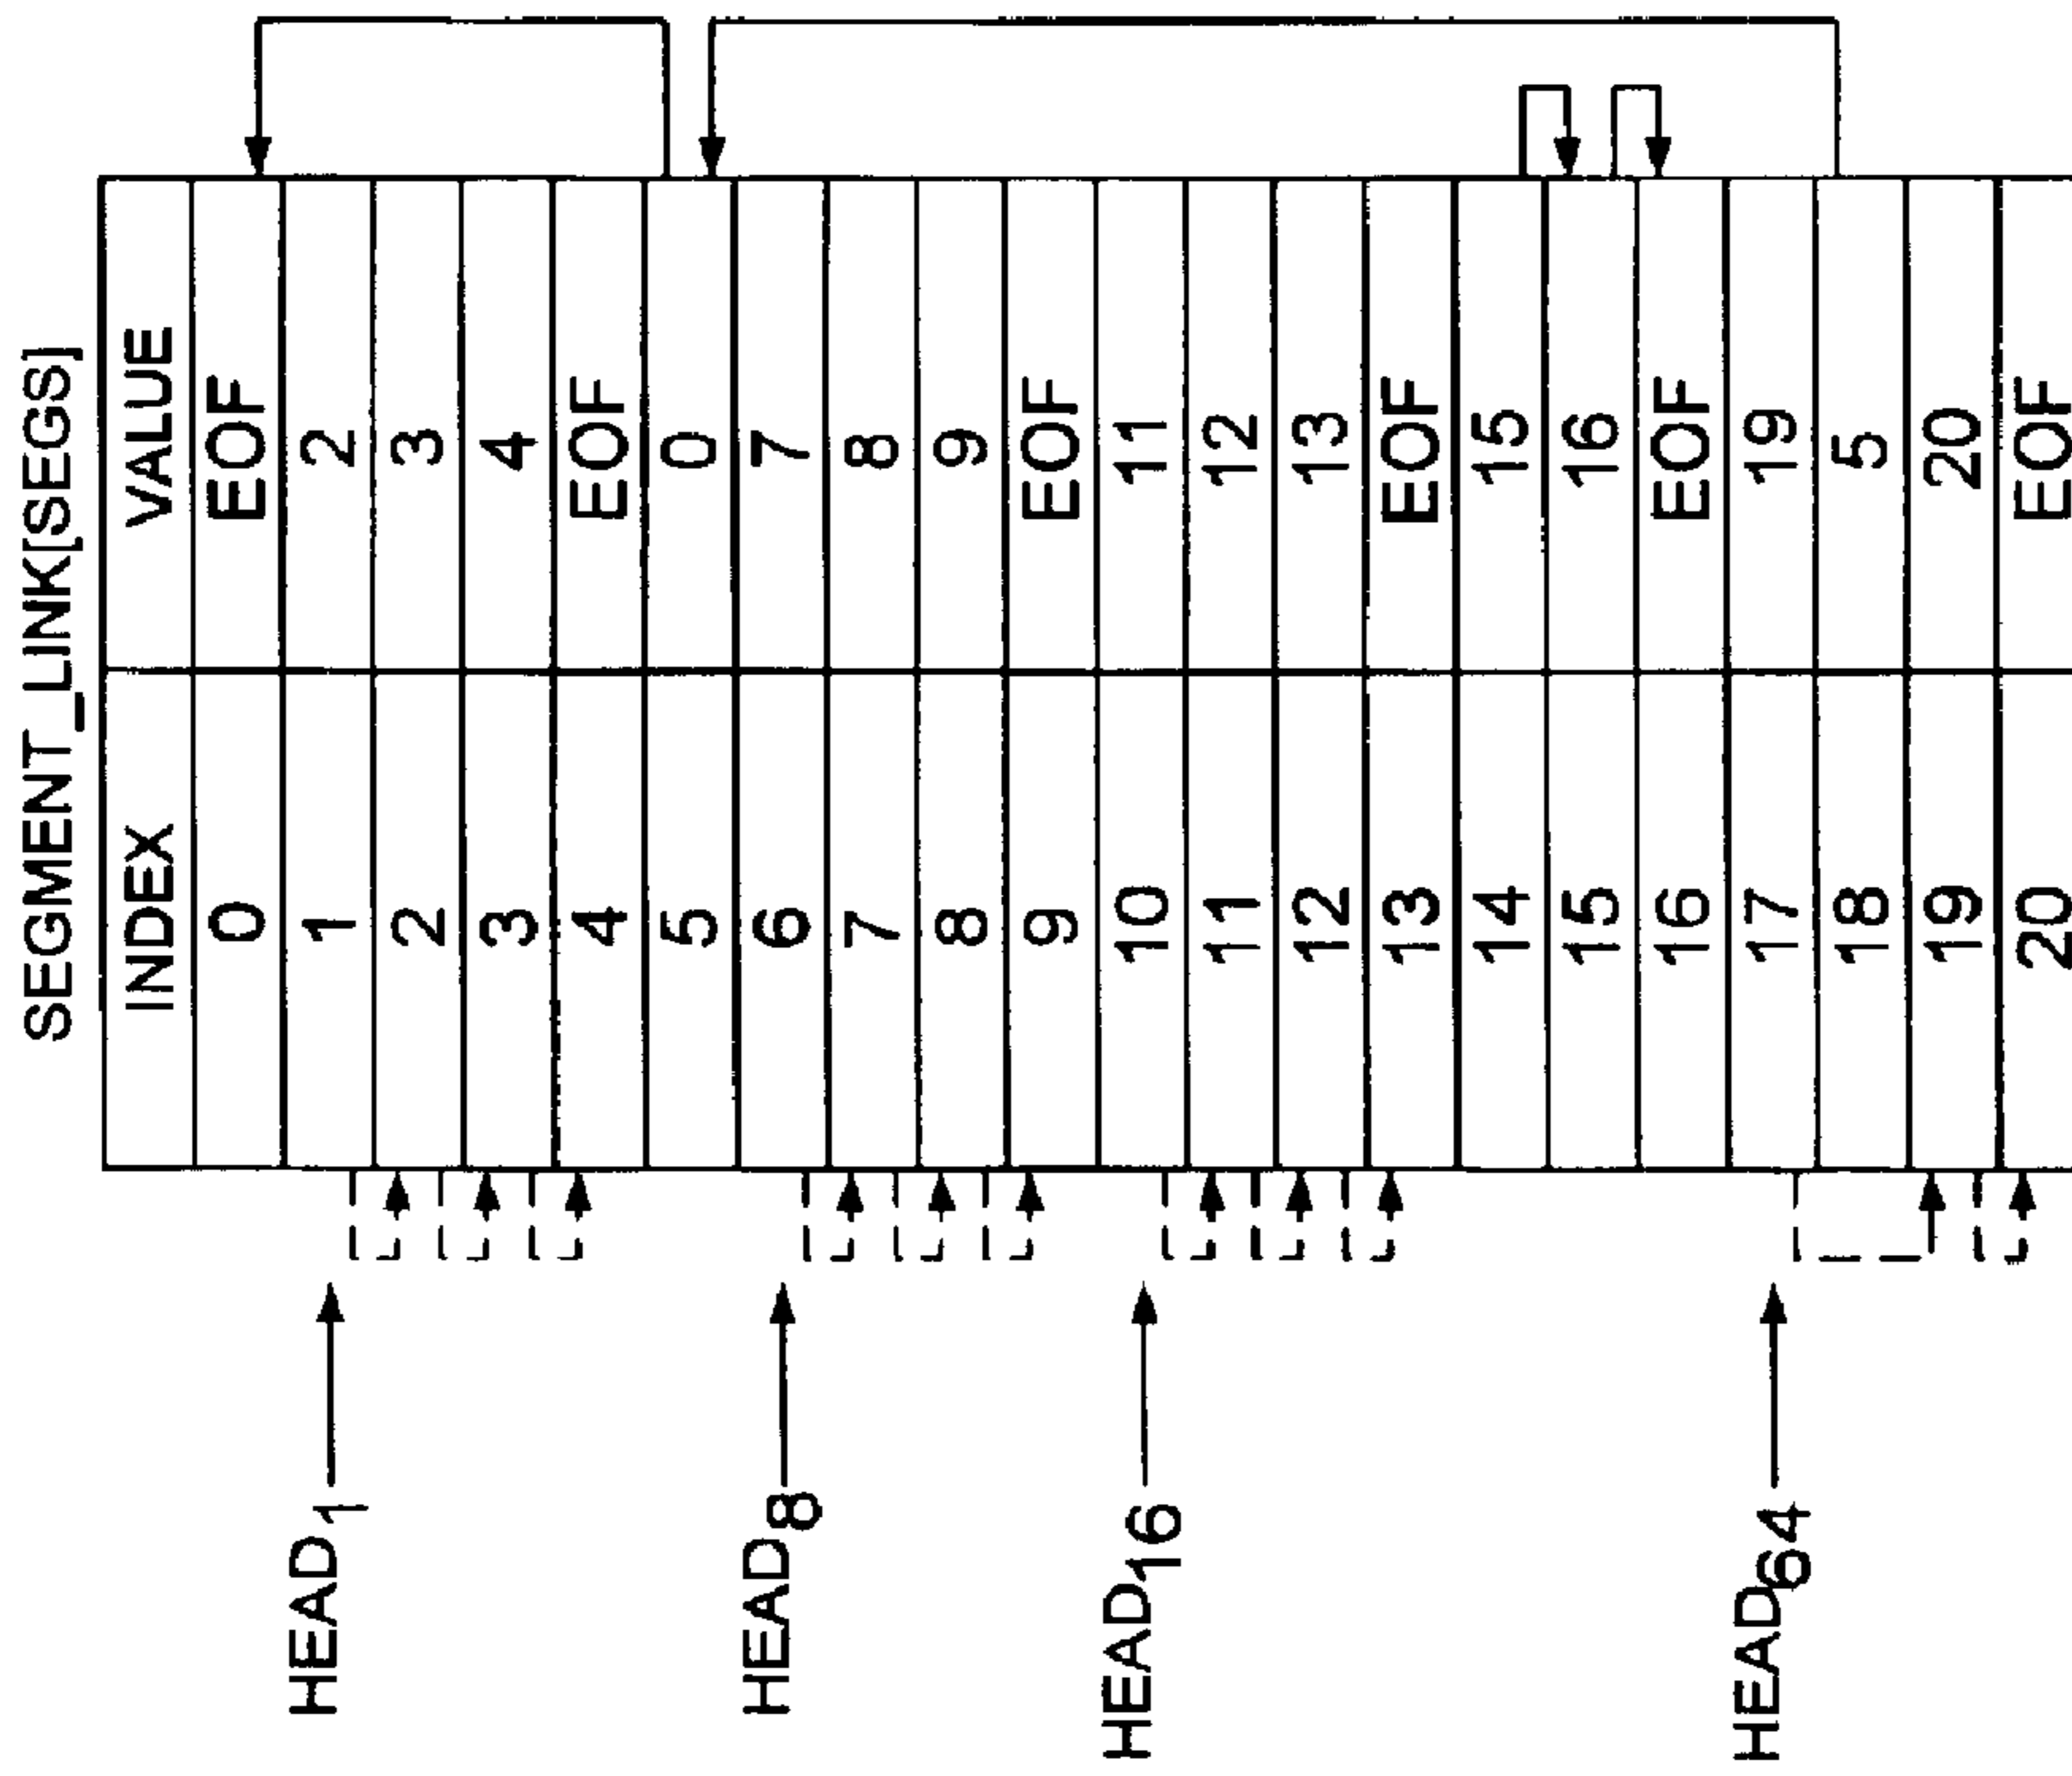 SEGMENT_LINK[SEGS]
INDEX VALUE
0 EOF
1 2
2 3
3 4
4 EOF
5 0
6 7
7 8
8 9
9 EOF
10 11
11 12
12 13
13 EOF
14 15
15 16
16 EOF
17 19
18 5
19 20
20 EOF
HEAD1
HEAD8
HEAD16
HEAD64